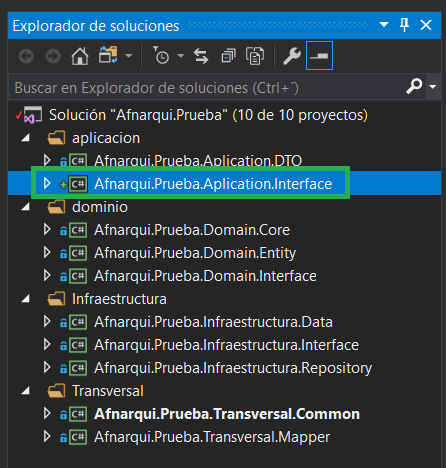 Explorador de soluciones
Buscar en Explorador de soluciones (Ctrl+´)
Solución "Afnarqui.Prueba" (10 de 10 proyectos)
aplicacion
C# Afnarqui.Prueba.Aplication.DTO
C# Afnarqui.Prueba.Aplication.Interface
dominio
C# Afnarqui.Prueba.Domain.Core
C# Afnarqui.Prueba.Domain.Entity
C# Afnarqui.Prueba.Domain.Interface
Infraestructura
C# Afnarqui.Prueba.Infraestructura.Data
C# Afnarqui.Prueba.Infraestructura.Interface
C# Afnarqui.Prueba.Infraestructura.Repository
Transversal
C# Afnarqui.Prueba.Transversal.Common
C# Afnarqui.Prueba.Transversal.Mapper